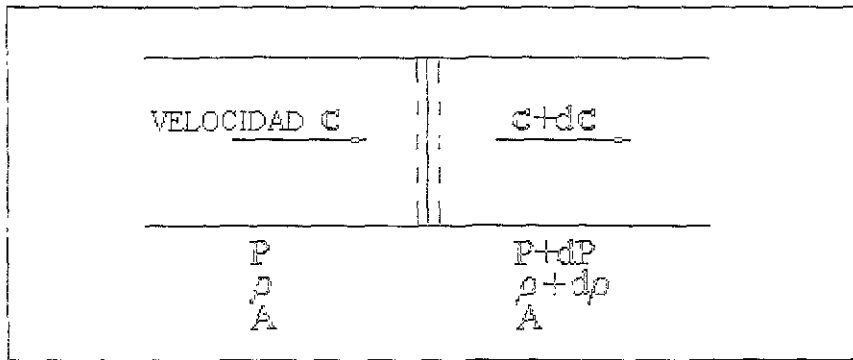 VELOCIDAD C
C+dC
P
P+dP
ρ
ρ+dρ
A
A